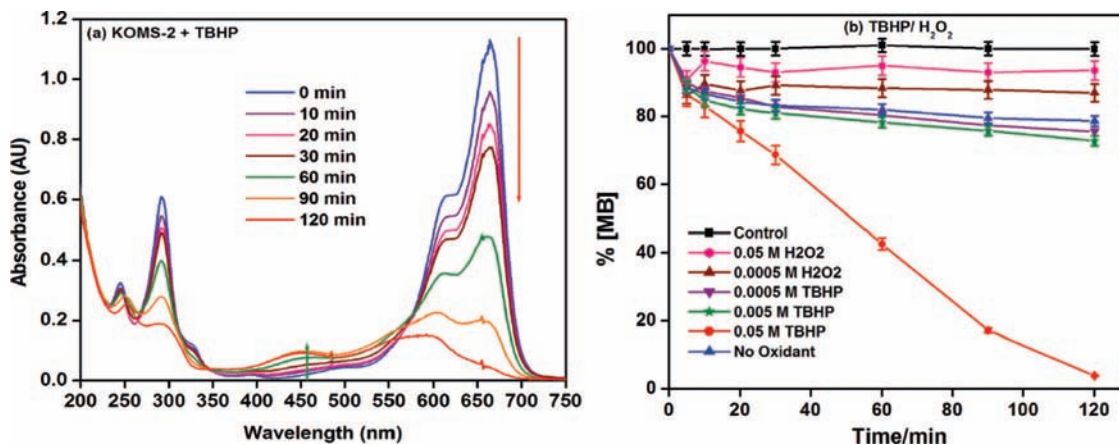 (a) KOMS-2 + TBHP
0 min
10 min
20 min
30 min
60 min
90 min
120 min
Absorbance (AU)
1.2
1.0
0.8
0.6
0.4
0.2
0.0
200 250 300 350 400 450 500 550 600 650 700 750
Wavelength (nm)
(b) TBHP/ H₂O₂
% [MB]
100
80
60
40
20
0
Control
0.05 M H2O2
0.0005 M H2O2
0.0005 M TBHP
0.005 M TBHP
0.05 M TBHP
No Oxidant
0 20 40 60 80 100 120
Time/min